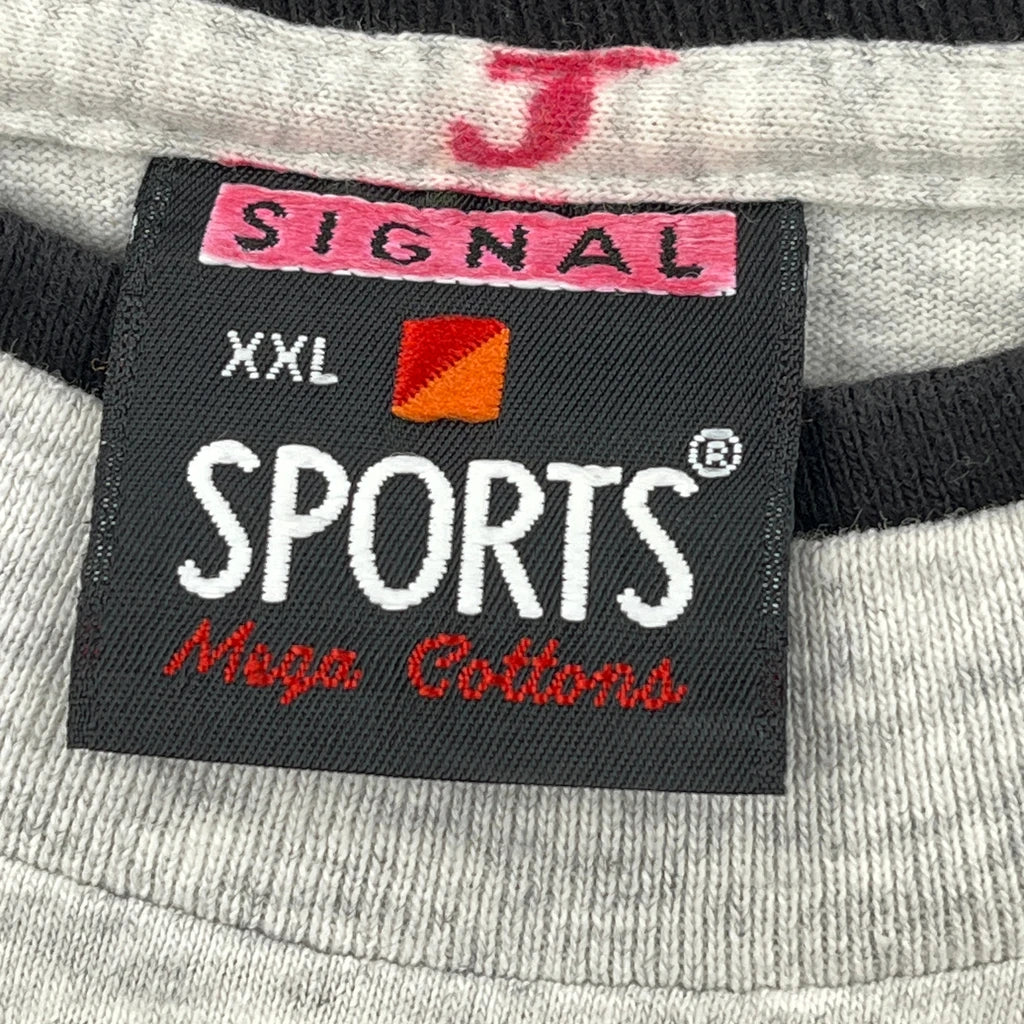 J
SIGNAL
XXL
SPORTS®
Mega Cottons